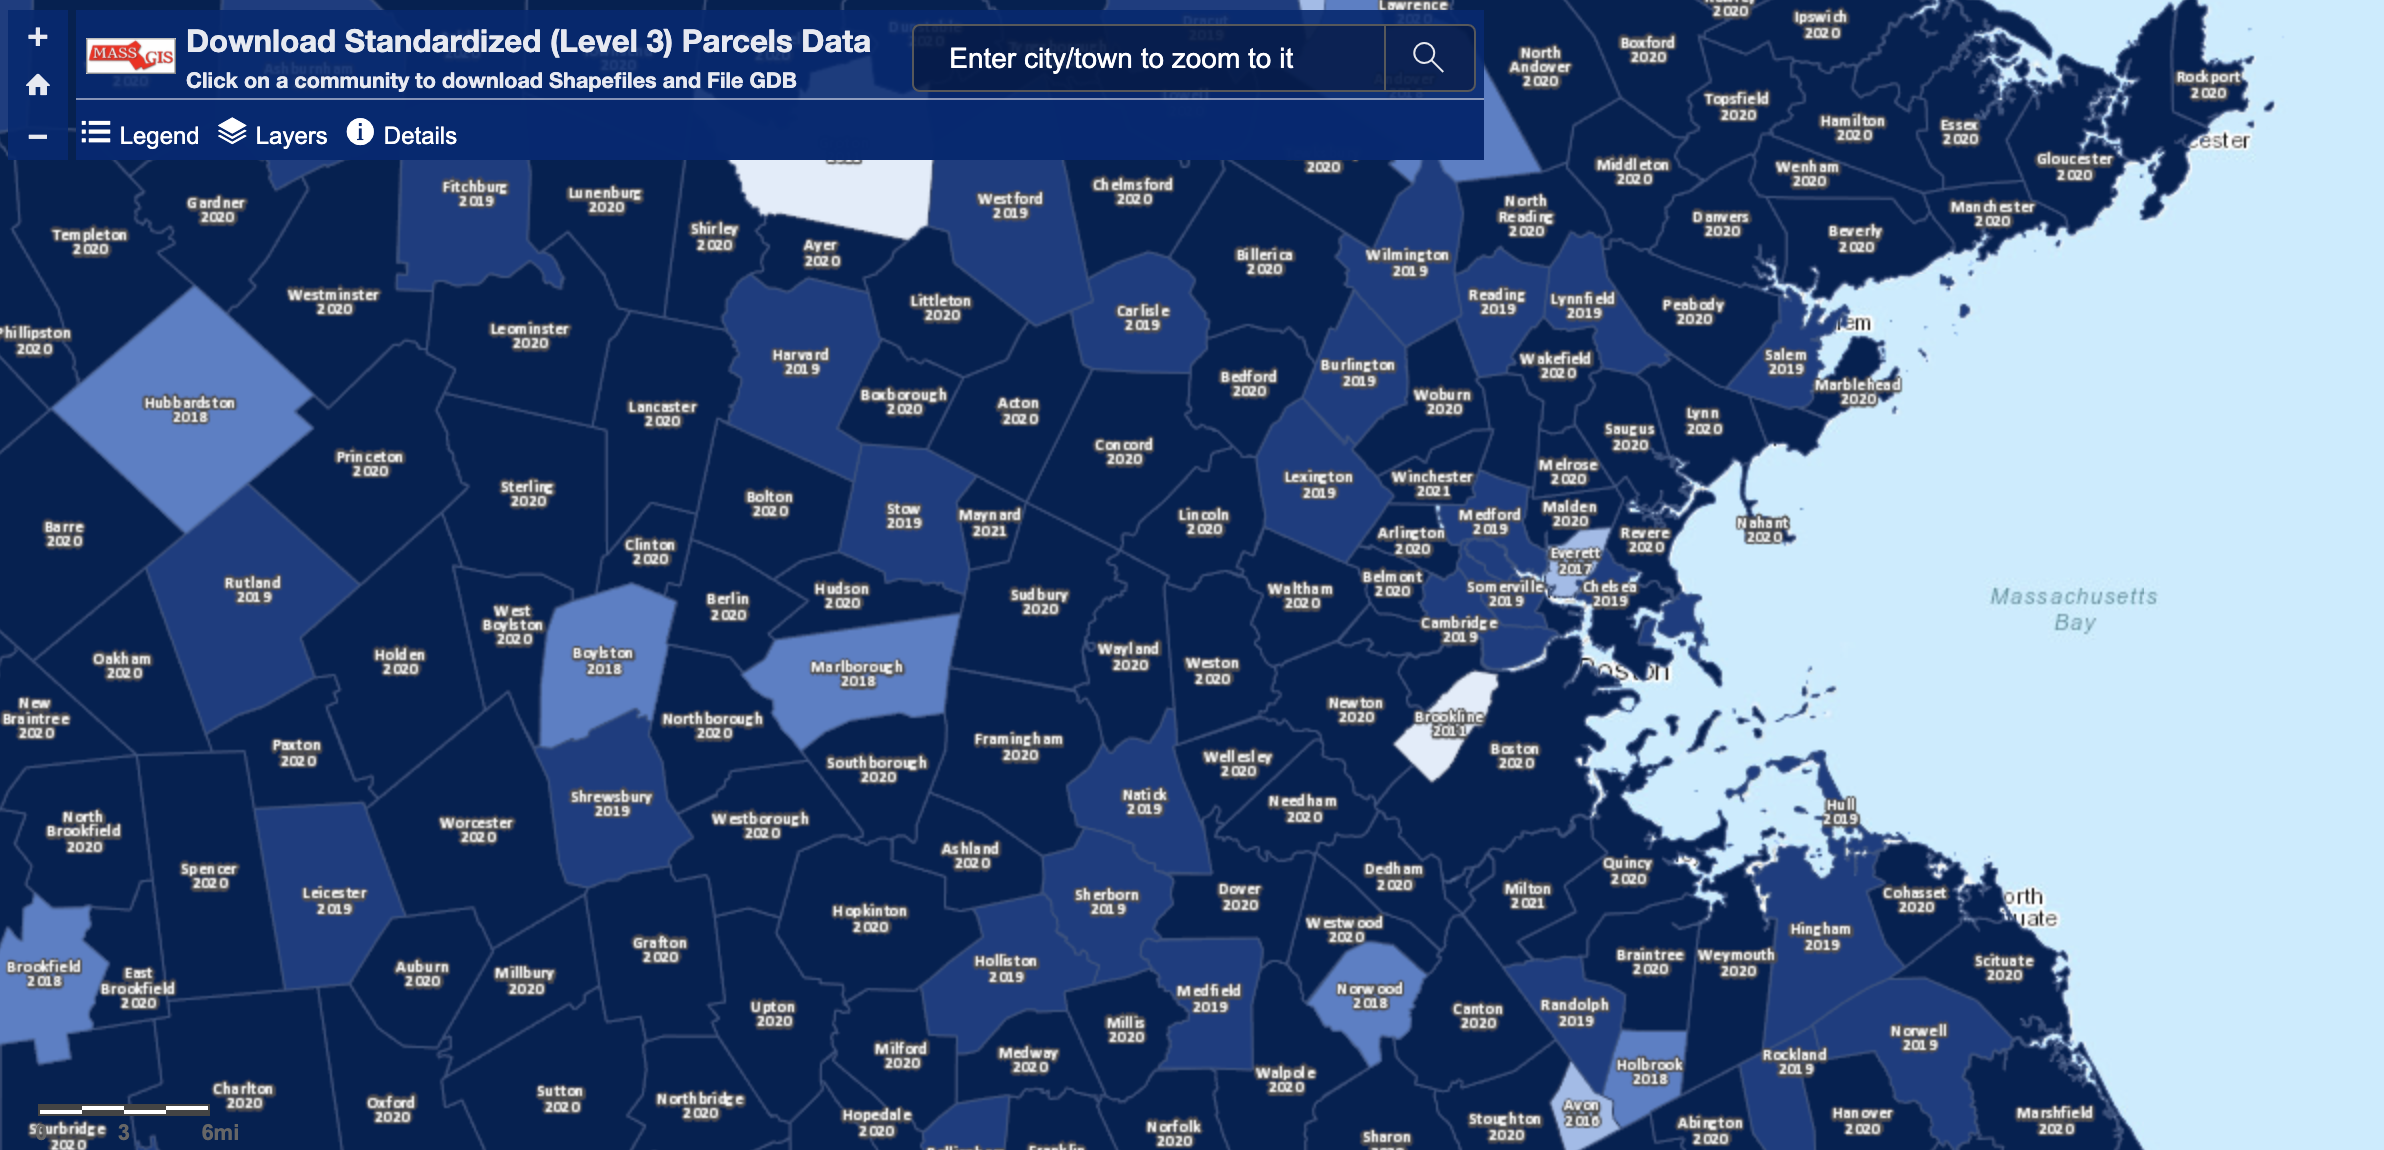 +
−
MASS GIS
Download Standardized (Level 3) Parcels Data
Click on a community to download Shapefiles and File GDB
Enter city/town to zoom to it
Legend
Layers
Details
Lawrence
2020
2020
Ipswich
2020
Boxford
2020
North
Andover
2020
Rockport
2020
Topsfield
2020
Hamilton
2020
Essex
2020
ester
Gloucester
2020
Middleton
2020
Wenham
2020
2020
Fitchburg
2019
Lunenburg
2020
Westford
2019
Chelmsford
2020
Gardner
2020
North
Reading
2020
Danvers
2020
Manchester
2020
Templeton
2020
Shirley
2020
Ayer
2020
Beverly
2020
Billerica
2020
Wilmington
2019
Westminster
2020
Littleton
2020
Carlisle
2019
Reading
2019
Lynnfield
2019
Peabody
2020
Phillipston
2020
Leominster
2020
em
Harvard
2019
Burlington
2019
Wakefield
2020
Salem
2019
Marblehead
2020
Hubbardston
2018
Lancaster
2020
Boxborough
2020
Acton
2020
Bedford
2020
Woburn
2020
Lynn
2020
Saugus
2020
Princeton
2020
Concord
2020
Melrose
2020
Sterling
2020
Bolton
2020
Lexington
2019
Winchester
2021
Stow
2019
Maynard
2021
Lincoln
2020
Medford
2019
Malden
2020
Nahant
2020
Barre
2020
Arlington
2020
Revere
2020
Clinton
2020
Everett
2017
Rutland
2019
Hudson
2020
Sudbury
2020
Waltham
2020
Belmont
2020
Somerville
2019
Chelsea
2019
Massachusetts
Bay
West
Boylston
2020
Berlin
2020
Cambridge
2019
Oakham
2020
Holden
2020
Boylston
2018
Marlborough
2018
Wayland
2020
Weston
2020
Boston
New
Braintree
2020
Northborough
2020
Newton
2020
Brookline
2011
Paxton
2020
Framingham
2020
Boston
2020
Southborough
2020
Wellesley
2020
Shrewsbury
2019
Natick
2019
Needham
2020
Hull
2019
North
Brookfield
2020
Worcester
2020
Westborough
2020
Ashland
2020
Spencer
2020
Dedham
2020
Quincy
2020
Leicester
2019
Sherborn
2019
Dover
2020
Milton
2021
Cohasset
2020
orth
uate
Hopkinton
2020
Westwood
2020
Hingham
2019
Grafton
2020
Holliston
2019
Braintree
2020
Weymouth
2020
Scituate
2020
Brookfield
2018
East
Brookfield
2020
Auburn
2020
Millbury
2020
Medfield
2019
Norwood
2018
Randolph
2019
Upton
2020
Millis
2020
Canton
2020
Norwell
2019
Milford
2020
Medway
2020
Walpole
2020
Holbrook
2018
Rockland
2019
Charlton
2020
Oxford
2020
Sutton
2020
Northbridge
2020
Hopedale
2020
Norfolk
2020
Sharon
Stoughton
2020
Avon
2016
Abington
2020
Hanover
2020
Marshfield
2020
Sturbridge
2020
0 3 6mi